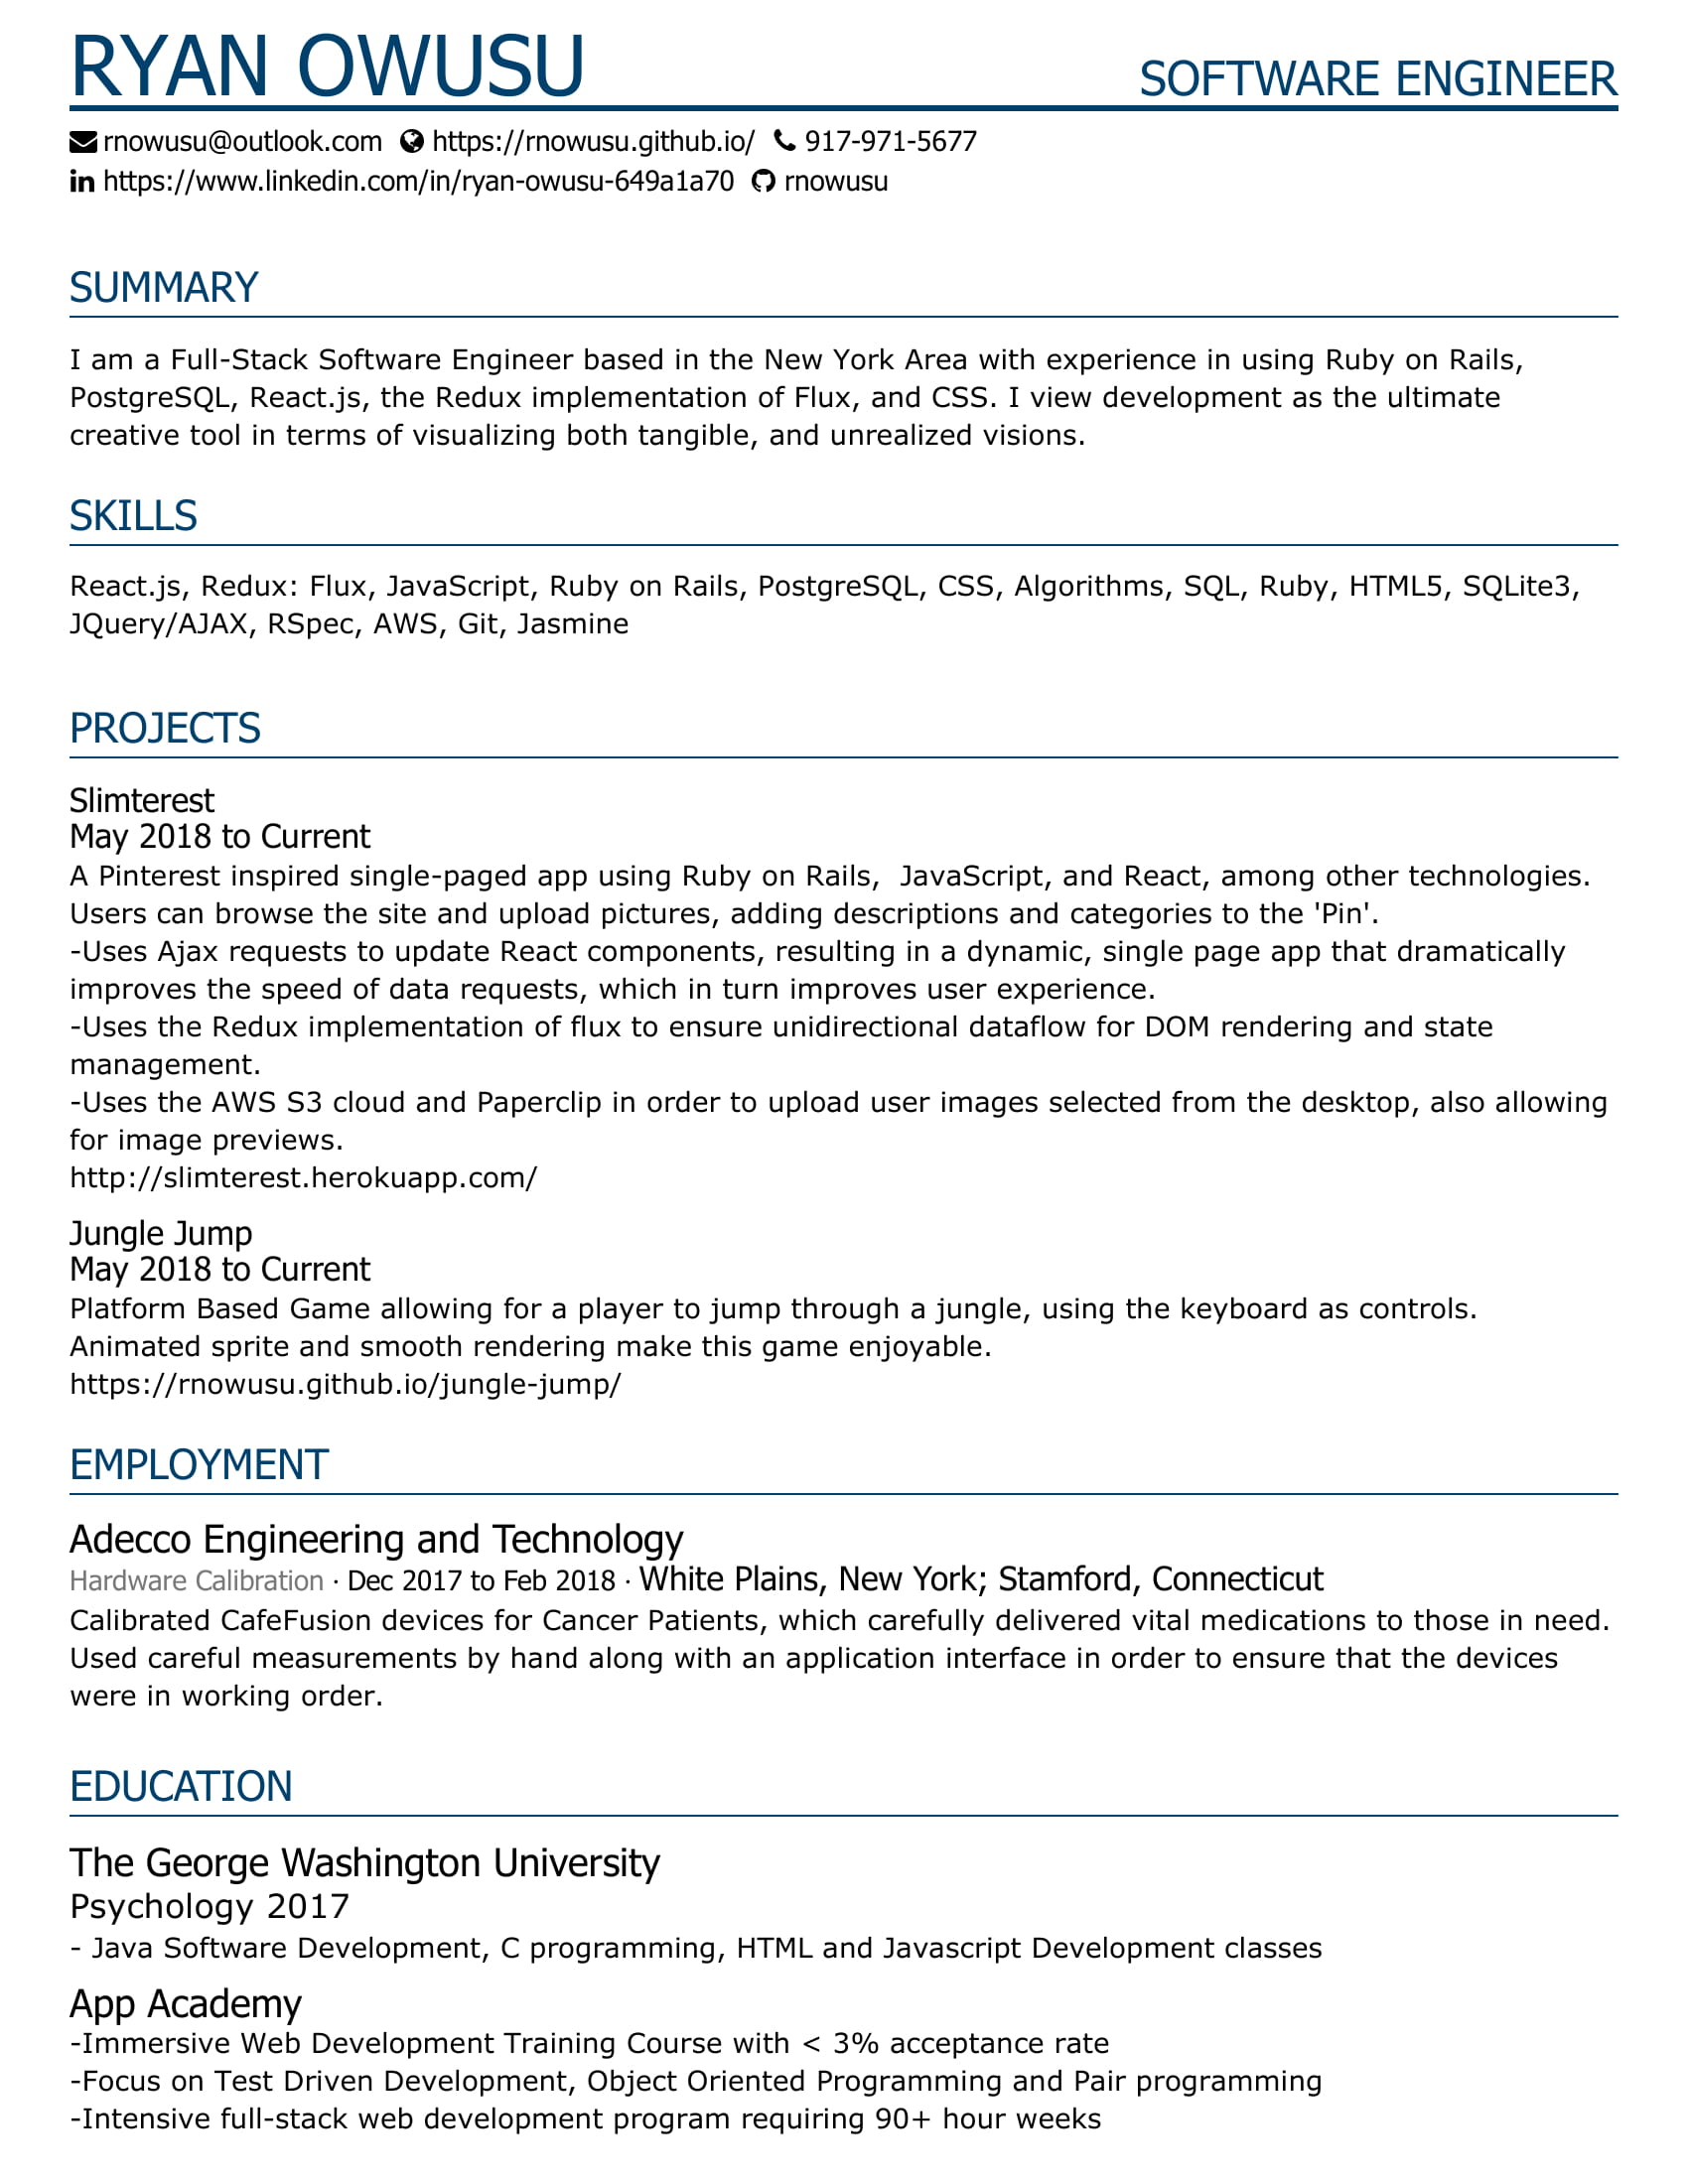 RYAN OWUSU SOFTWARE ENGINEER
rnowusu@outlook.com https://rnowusu.github.io/ 917-971-5677
https://www.linkedin.com/in/ryan-owusu-649a1a70 rnowusu
SUMMARY
I am a Full-Stack Software Engineer based in the New York Area with experience in using Ruby on Rails,
PostgreSQL, React.js, the Redux implementation of Flux, and CSS. I view development as the ultimate
creative tool in terms of visualizing both tangible, and unrealized visions.
SKILLS
React.js, Redux: Flux, JavaScript, Ruby on Rails, PostgreSQL, CSS, Algorithms, SQL, Ruby, HTML5, SQLite3,
JQuery/AJAX, RSpec, AWS, Git, Jasmine
PROJECTS
Slimterest
May 2018 to Current
A Pinterest inspired single-paged app using Ruby on Rails,  JavaScript, and React, among other technologies.
Users can browse the site and upload pictures, adding descriptions and categories to the 'Pin'.
-Uses Ajax requests to update React components, resulting in a dynamic, single page app that dramatically
improves the speed of data requests, which in turn improves user experience.
-Uses the Redux implementation of flux to ensure unidirectional dataflow for DOM rendering and state
management.
-Uses the AWS S3 cloud and Paperclip in order to upload user images selected from the desktop, also allowing
for image previews.
http://slimterest.herokuapp.com/
Jungle Jump
May 2018 to Current
Platform Based Game allowing for a player to jump through a jungle, using the keyboard as controls.
Animated sprite and smooth rendering make this game enjoyable.
https://rnowusu.github.io/jungle-jump/
EMPLOYMENT
Adecco Engineering and Technology
Hardware Calibration · Dec 2017 to Feb 2018 · White Plains, New York; Stamford, Connecticut
Calibrated CafeFusion devices for Cancer Patients, which carefully delivered vital medications to those in need.
Used careful measurements by hand along with an application interface in order to ensure that the devices
were in working order.
EDUCATION
The George Washington University
Psychology 2017
- Java Software Development, C programming, HTML and Javascript Development classes
App Academy
-Immersive Web Development Training Course with < 3% acceptance rate
-Focus on Test Driven Development, Object Oriented Programming and Pair programming
-Intensive full-stack web development program requiring 90+ hour weeks